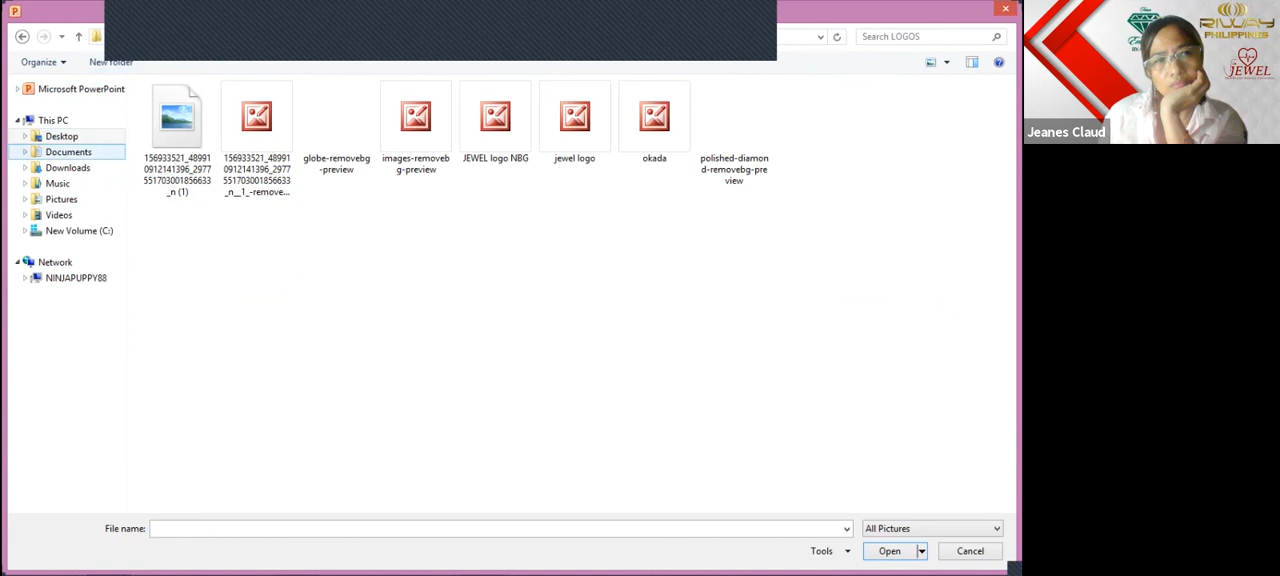 Search LOGOS
Organize
New folder
Microsoft PowerPoint
This PC
Desktop
Documents
Downloads
Music
Pictures
Videos
New Volume (C:)
Network
NINJAPUPPY88
156933521_48991
0912141396_2977
551703001856633
_n (1)
156933521_48991
0912141396_2977
551703001856633
_n__1_-remove...
globe-removebg
-preview
images-removeb
g-preview
JEWEL logo NBG
jewel logo
okada
polished-diamon
d-removebg-pre
view
File name:
All Pictures
Tools
Open
Cancel
RIWAY
PHILIPPINES
JEWEL
Jeanes Claud